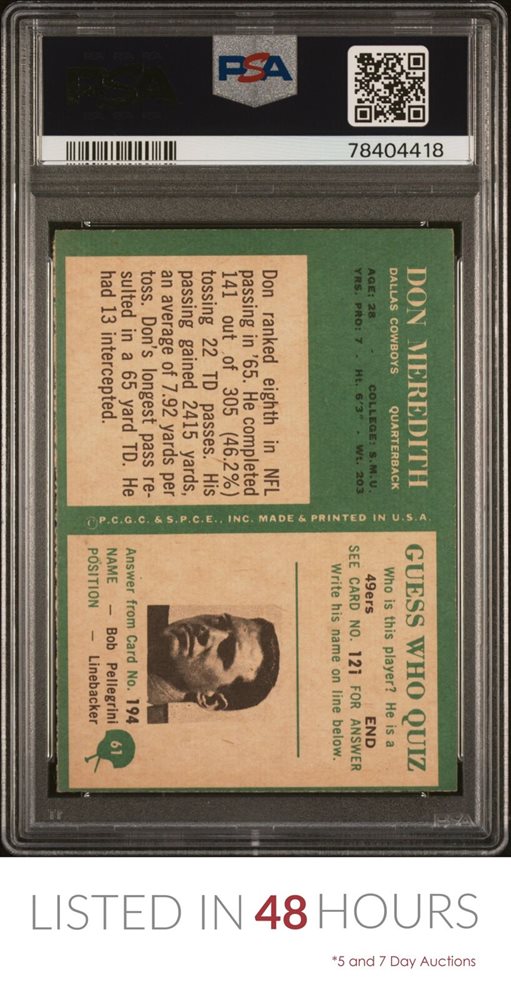 PSA
PSA
78404418
DON MEREDITH
DALLAS COWBOYS QUARTERBACK
AGE: 28 - COLLEGE: S.M.U.
YRS. PRO: 7 - Ht. 6'3" - Wt. 203
Don ranked eighth in NFL
passing in '65. He completed
141 out of 305 (46.2%)
tossing 22 TD passes. His
passing gained 2415 yards,
an average of 7.92 yards per
toss. Don's longest pass re-
sulted in a 65 yard TD. He
had 13 intercepted.
©P.C.G.C. & S.P.C.E., INC. MADE & PRINTED IN U.S.A.
GUESS WHO QUIZ
Who is this player? He is a
49ers END
SEE CARD NO. 121 FOR ANSWER
Write his name on line below.
Answer from Card No. 194
NAME — Bob Pellegrini
POSITION — Linebacker
61
PSA
LISTED IN 48 HOURS
*5 and 7 Day Auctions